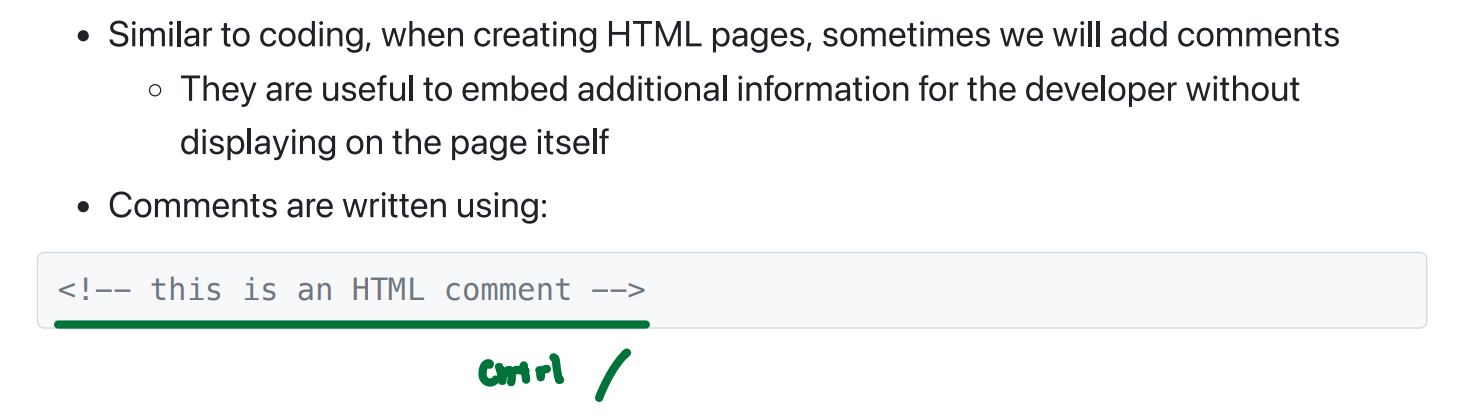 • Similar to coding, when creating HTML pages, sometimes we will add comments
◦ They are useful to embed additional information for the developer without
displaying on the page itself
• Comments are written using:
<!-- this is an HTML comment -->
Cmtrl /